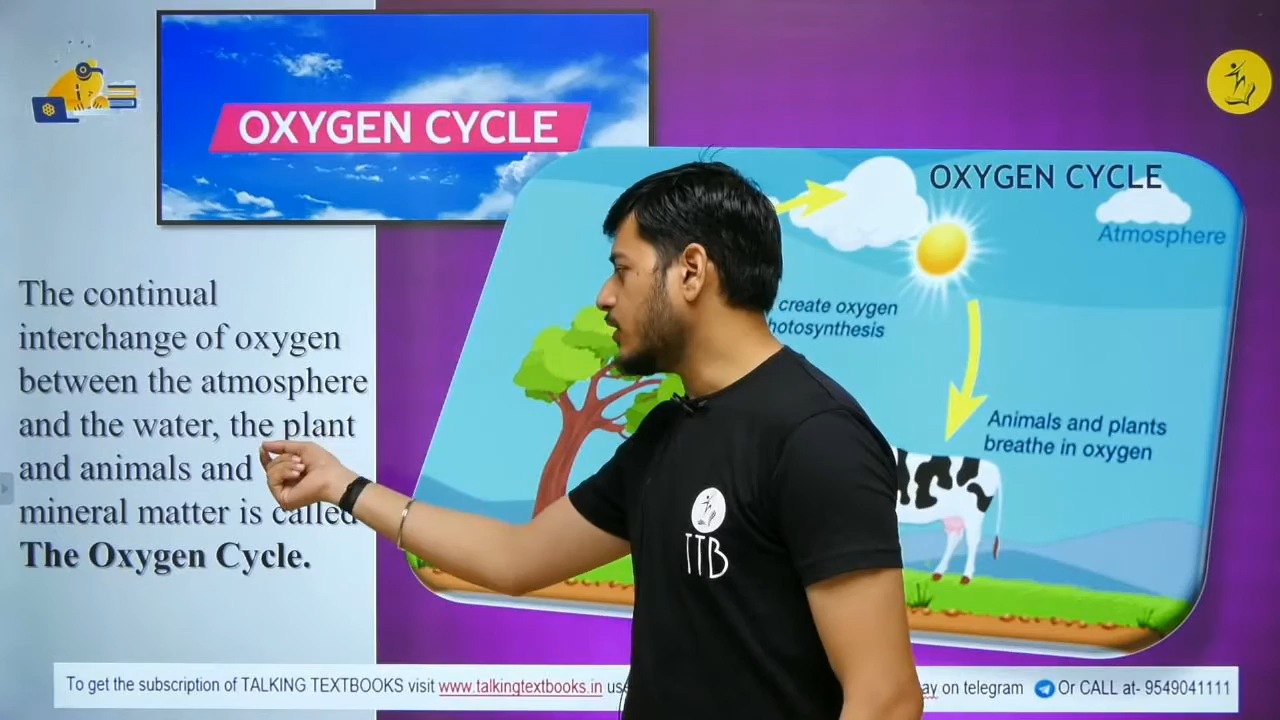 OXYGEN CYCLE
OXYGEN CYCLE
Atmosphere
create oxygen
photosynthesis
Animals and plants
breathe in oxygen
The continual
interchange of oxygen
between the atmosphere
and the water, the plant
and animals and
mineral matter is called
The Oxygen Cycle.
TTB
To get the subscription of TALKING TEXTBOOKS visit www.talkingtextbooks.in
on telegram Or CALL at- 9549041111